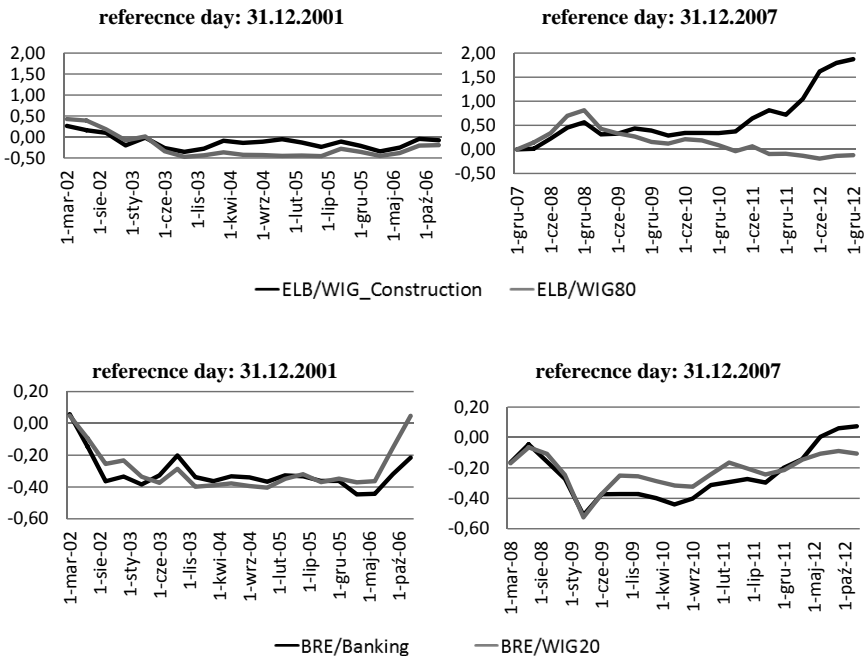 referecnce day: 31.12.2001
2,00
1,50
1,00
0,50
0,00
-0,50
1-mar-02
1-sie-02
1-sty-03
1-cze-03
1-lis-03
1-kwi-04
1-wrz-04
1-lut-05
1-lip-05
1-gru-05
1-maj-06
1-paź-06
referecnce day: 31.12.2007
2,00
1,50
1,00
0,50
0,00
-0,50
1-gru-07
1-cze-08
1-gru-08
1-cze-09
1-gru-09
1-cze-10
1-gru-10
1-cze-11
1-gru-11
1-cze-12
1-gru-12
ELB/WIG_Construction ELB/WIG80
referecnce day: 31.12.2001
0,20
0,00
-0,20
-0,40
-0,60
1-mar-02
1-sie-02
1-sty-03
1-cze-03
1-lis-03
1-kwi-04
1-wrz-04
1-lut-05
1-lip-05
1-gru-05
1-maj-06
1-paź-06
referecnce day: 31.12.2007
0,20
0,00
-0,20
-0,40
-0,60
1-mar-08
1-sie-08
1-sty-09
1-cze-09
1-lis-09
1-kwi-10
1-wrz-10
1-lut-11
1-lip-11
1-gru-11
1-maj-12
1-paź-12
BRE/Banking BRE/WIG20